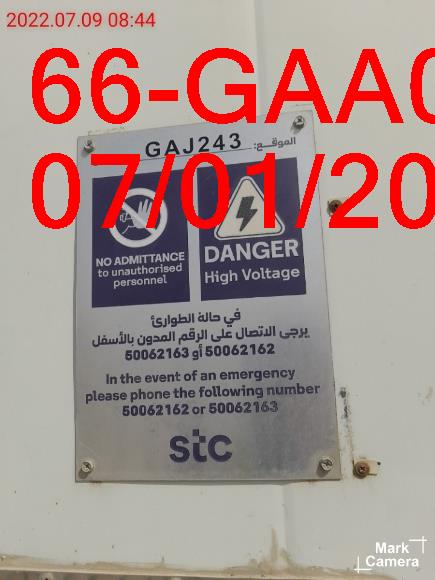 2022.07.09 08:44
66-GAA0
07/01/20
الموقع: GAJ243
NO ADMITTANCE
to unauthorised
personnel
DANGER
High Voltage
في حالة الطوارئ
يرجى الاتصال على الرقم المدون بالأسفل
50062162 أو 50062163
In the event of an emergency
please phone the following number
50062162 or 50062163
stc
Mark
Camera